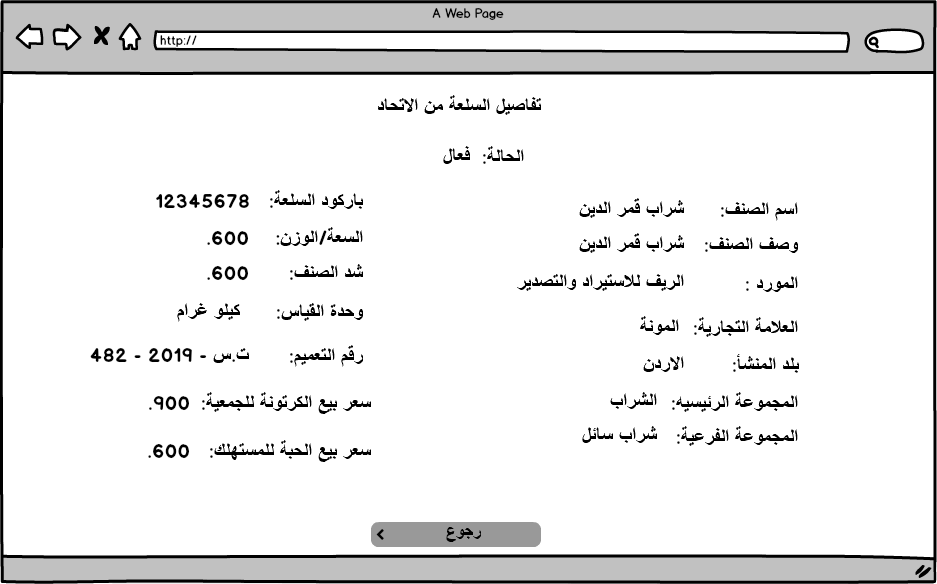 A Web Page
http://
تفاصيل السلعة من الاتحاد
الحالة: فعال
اسم الصنف: شراب قمر الدين
وصف الصنف: شراب قمر الدين
المورد : الريف للاستيراد والتصدير
العلامة التجارية: المونة
بلد المنشأ: الاردن
المجموعة الرئيسيه: الشراب
المجموعة الفرعية: شراب سائل
باركود السلعة: 12345678
السعة/الوزن: 600.
شد الصنف: 600.
وحدة القياس: كيلو غرام
رقم التعميم: ت.س - 2019 - 482
سعر بيع الكرتونة للجمعية: 900.
سعر بيع الحبة للمستهلك: 600.
رجوع